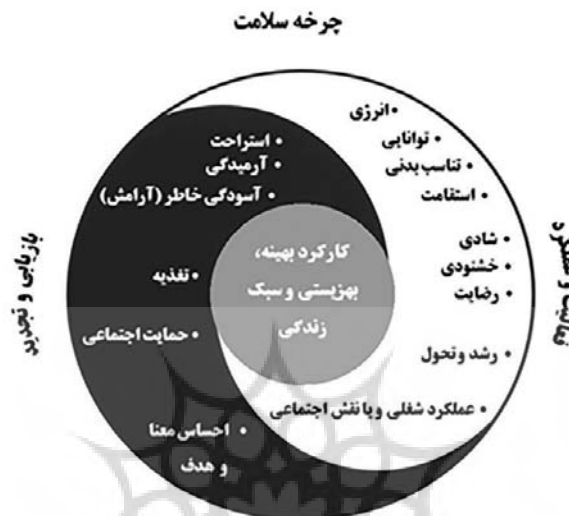 چرخه سلامت
• انرژی
• توانایی
• تناسب بدنی
• استقامت
• شادی
• خشنودی
• رضایت
• رشد و تحول
• عملکرد شغلی و یا نقش اجتماعی
• استراحت
• آرمیدگی
• آسودگی خاطر (آرامش)
• تغذیه
• حمایت اجتماعی
• احساس معنا
و هدف
کارکرد بهینه،
بهزیستی و سبک
زندگی
بازیابی و تجدید